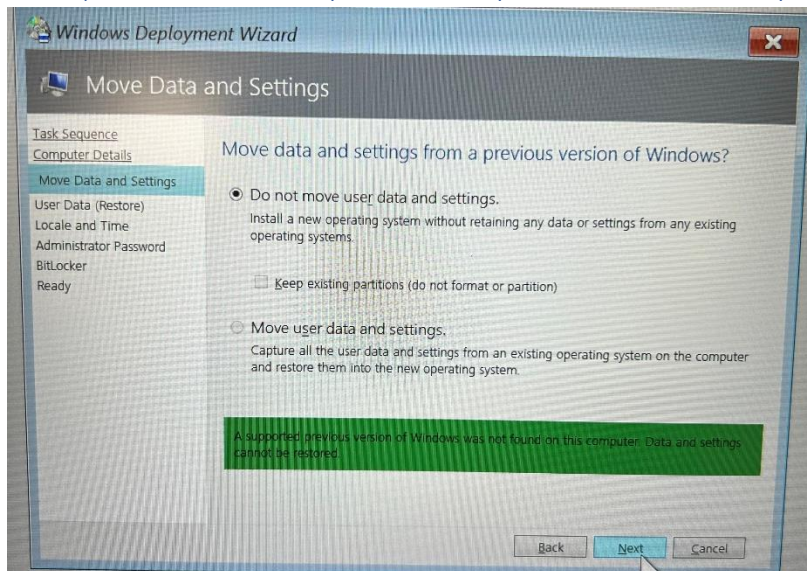 Windows Deployment Wizard
Move Data and Settings
Task Sequence
Computer Details
Move Data and Settings
User Data (Restore)
Locale and Time
Administrator Password
BitLocker
Ready
Move data and settings from a previous version of Windows?
Do not move user data and settings.
Install a new operating system without retaining any data or settings from any existing
operating systems.
Keep existing partitions (do not format or partition)
Move user data and settings.
Capture all the user data and settings from an existing operating system on the computer
and restore them into the new operating system.
A supported previous version of Windows was not found on this computer. Data and settings
cannot be restored.
Back
Next
Cancel